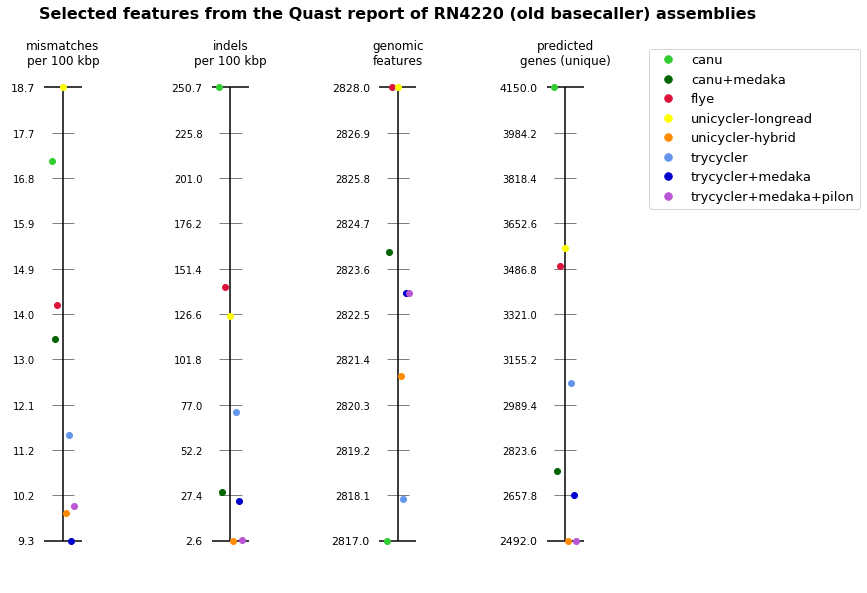 Selected features from the Quast report of RN4220 (old basecaller) assemblies
mismatches
per 100 kbp
18.7
17.7
16.8
15.9
14.9
14.0
13.0
12.1
11.2
10.2
9.3
indels
per 100 kbp
250.7
225.8
201.0
176.2
151.4
126.6
101.8
77.0
52.2
27.4
2.6
genomic
features
2828.0
2826.9
2825.8
2824.7
2823.6
2822.5
2821.4
2820.3
2819.2
2818.1
2817.0
predicted
genes (unique)
4150.0
3984.2
3818.4
3652.6
3486.8
3321.0
3155.2
2989.4
2823.6
2657.8
2492.0
canu
canu+medaka
flye
unicycler-longread
unicycler-hybrid
trycycler
trycycler+medaka
trycycler+medaka+pilon